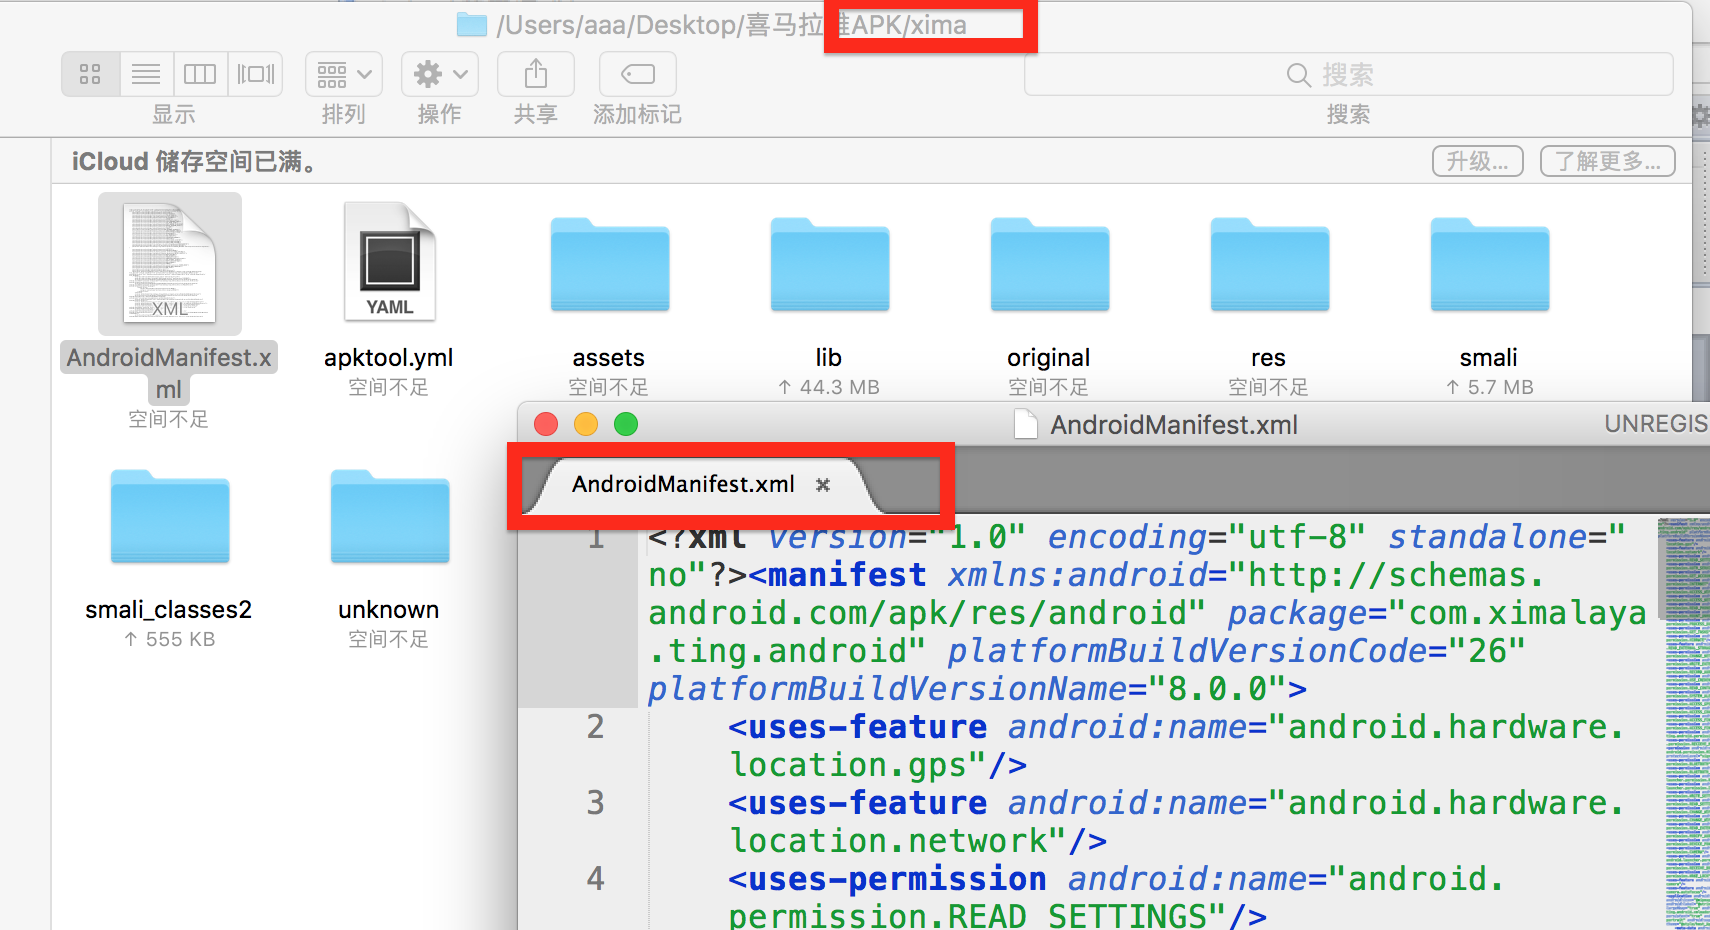 /Users/aaa/Desktop/喜马拉雅APK/xima
搜索
显示
排列
操作
共享
添加标记
搜索
iCloud 储存空间已满。
升级...
了解更多...
XML
YAML
AndroidManifest.x
ml
空间不足
apktool.yml
空间不足
assets
空间不足
lib
↑ 44.3 MB
original
空间不足
res
空间不足
smali
↑ 5.7 MB
smali_classes2
↑ 555 KB
unknown
空间不足
AndroidManifest.xml
UNREGIS
AndroidManifest.xml
1 <?xml version="1.0" encoding="utf-8" standalone="
no"?><manifest xmlns:android="http://schemas.
android.com/apk/res/android" package="com.ximalaya
.ting.android" platformBuildVersionCode="26"
platformBuildVersionName="8.0.0">
2 <uses-feature android:name="android.hardware.
location.gps"/>
3 <uses-feature android:name="android.hardware.
location.network"/>
4 <uses-permission android:name="android.
permission.READ_SETTINGS"/>